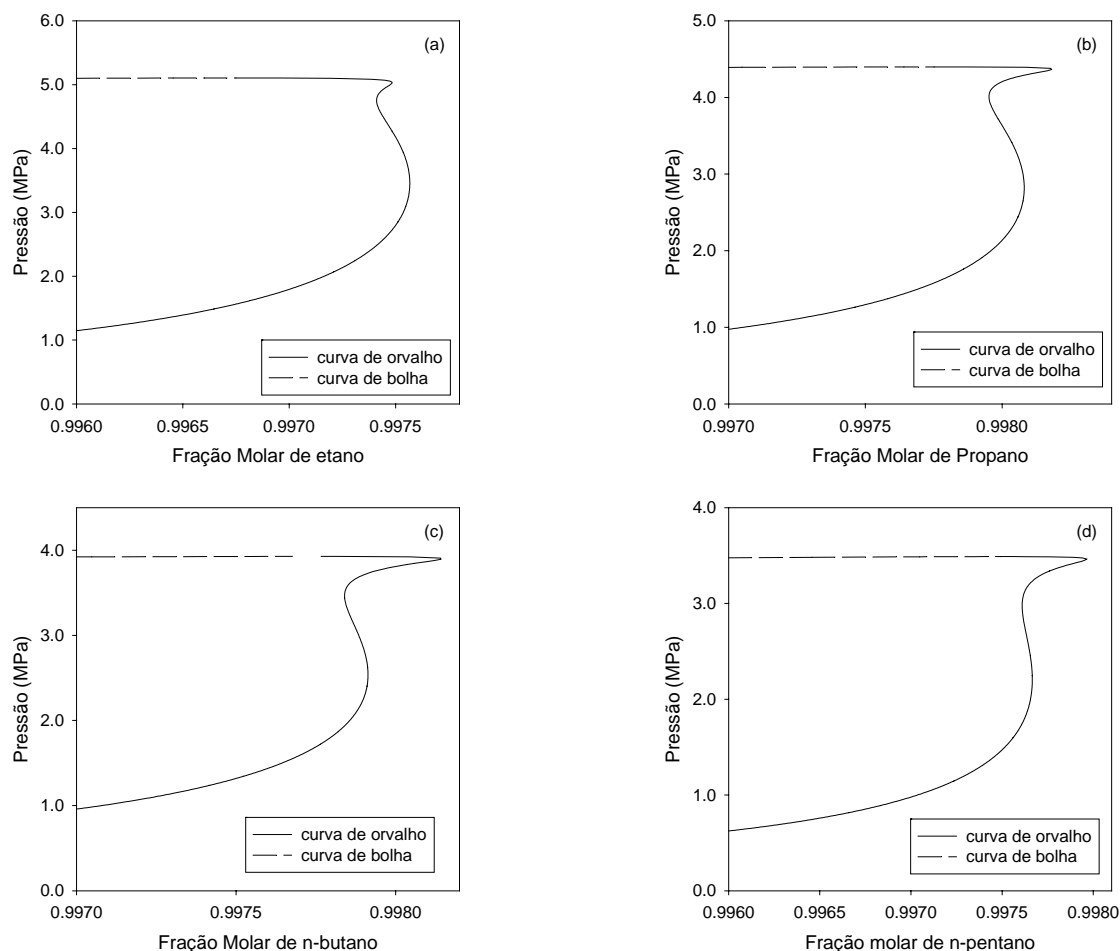 (a)
Pressão (MPa)
6.0
5.0
4.0
3.0
2.0
1.0
0.0
curva de orvalho
curva de bolha
0.9960
0.9965
0.9970
0.9975
Fração Molar de etano
(b)
Pressão (MPa)
5.0
4.0
3.0
2.0
1.0
0.0
curva de orvalho
curva de bolha
0.9970
0.9975
0.9980
Fração Molar de Propano
(c)
Pressão (MPa)
4.0
3.0
2.0
1.0
0.0
curva de orvalho
curva de bolha
0.9970
0.9975
0.9980
Fração Molar de n-butano
(d)
Pressão (MPa)
4.0
3.0
2.0
1.0
0.0
curva de orvalho
curva de bolha
0.9960
0.9965
0.9970
0.9975
0.9980
Fração molar de n-pentano